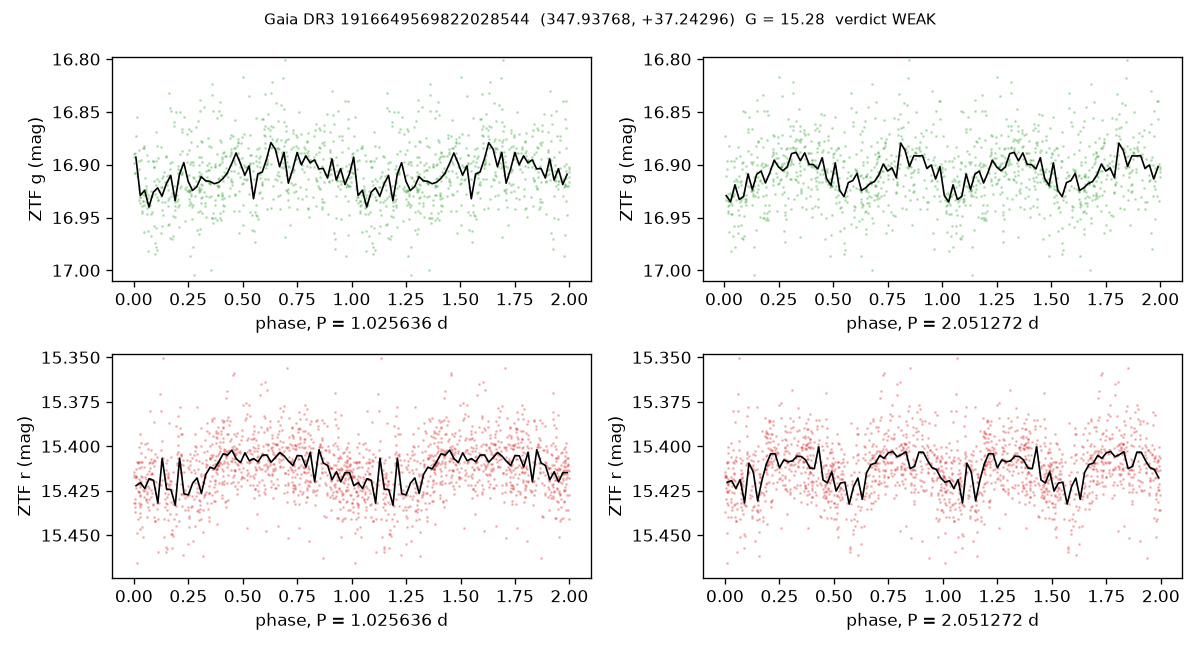 Gaia DR3 1916649569822028544 (347.93768, +37.24296) G = 15.28 verdict WEAK
ZTF g (mag)
16.80
16.85
16.90
16.95
17.00
0.00 0.25 0.50 0.75 1.00 1.25 1.50 1.75 2.00
phase, P = 1.025636 d
ZTF g (mag)
16.80
16.85
16.90
16.95
17.00
0.00 0.25 0.50 0.75 1.00 1.25 1.50 1.75 2.00
phase, P = 2.051272 d
ZTF r (mag)
15.350
15.375
15.400
15.425
15.450
0.00 0.25 0.50 0.75 1.00 1.25 1.50 1.75 2.00
phase, P = 1.025636 d
ZTF r (mag)
15.350
15.375
15.400
15.425
15.450
0.00 0.25 0.50 0.75 1.00 1.25 1.50 1.75 2.00
phase, P = 2.051272 d